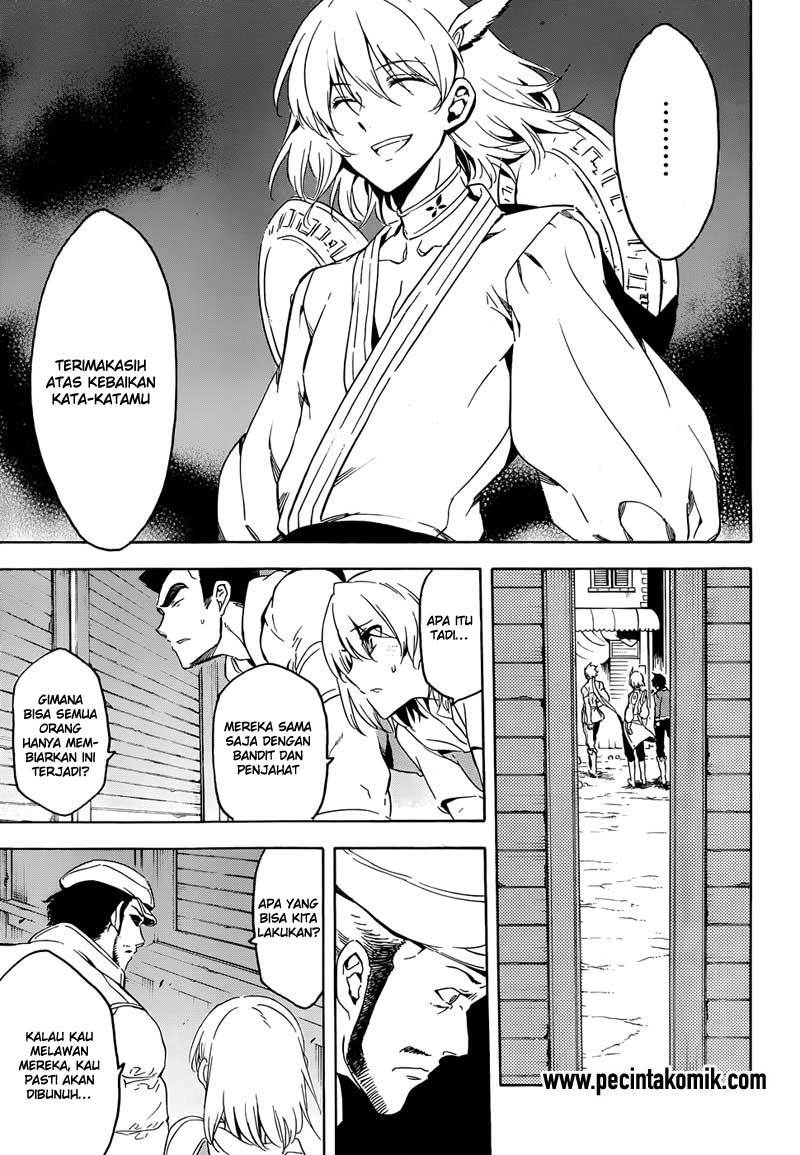 .........
TERIMAKASIH
ATAS KEBAIKAN
KATA-KATAMU
APA ITU
TADI...
MEREKA SAMA
SAJA DENGAN
BANDIT DAN
PENJAHAT
GIMANA
BISA SEMUA
ORANG
HANYA MEM-
BIARKAN INI
TERJADI?
APA YANG
BISA KITA
LAKUKAN?
KALAU KAU
MELAWAN
MEREKA, KAU
PASTI AKAN
DIBUNUH...
www.pecintakomik.com